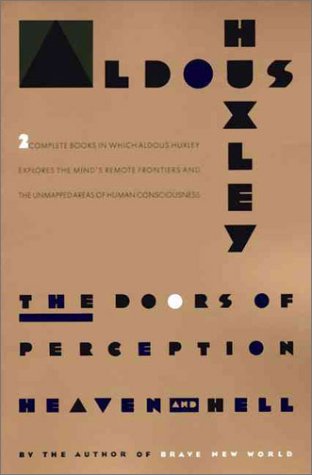 ALDOUS
HUXLEY
2 COMPLETE BOOKS IN WHICH ALDOUS HUXLEY
EXPLORES THE MIND'S REMOTE FRONTIERS AND
THE UNMAPPED AREAS OF HUMAN CONSCIOUSNESS
THE DOORS OF
PERCEPTION
HEAVEN AND HELL
BY THE AUTHOR OF BRAVE NEW WORLD